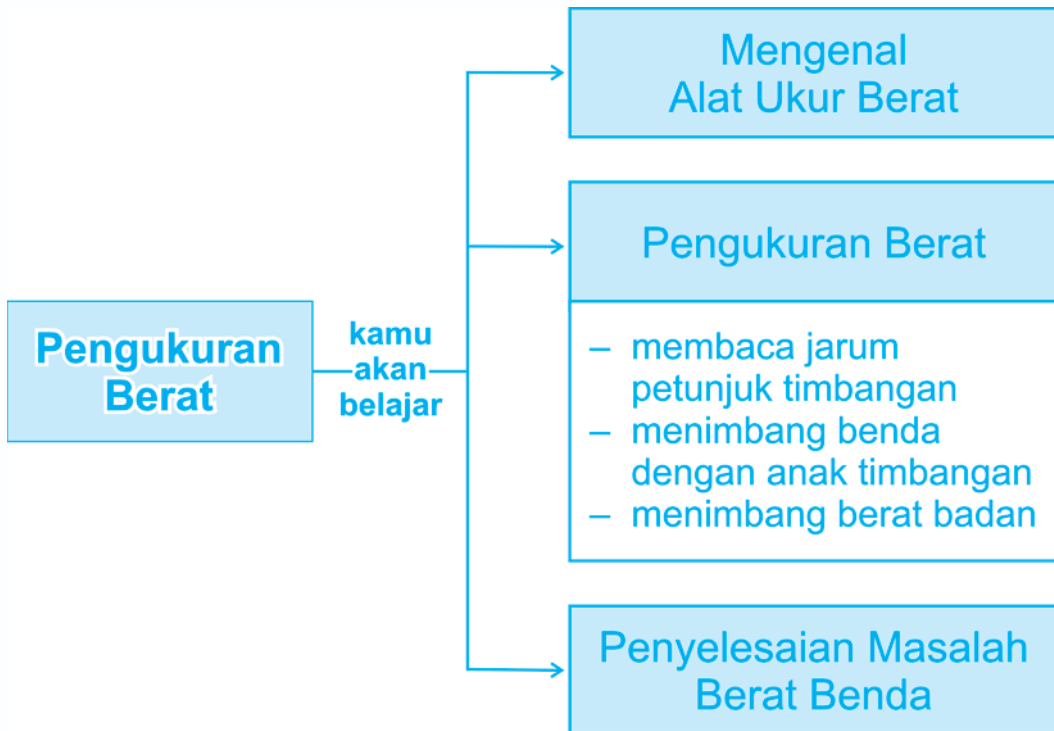 Pengukuran
Berat
kamu
akan
belajar
Mengenal
Alat Ukur Berat
Pengukuran Berat
– membaca jarum
petunjuk timbangan
– menimbang benda
dengan anak timbangan
– menimbang berat badan
Penyelesaian Masalah
Berat Benda